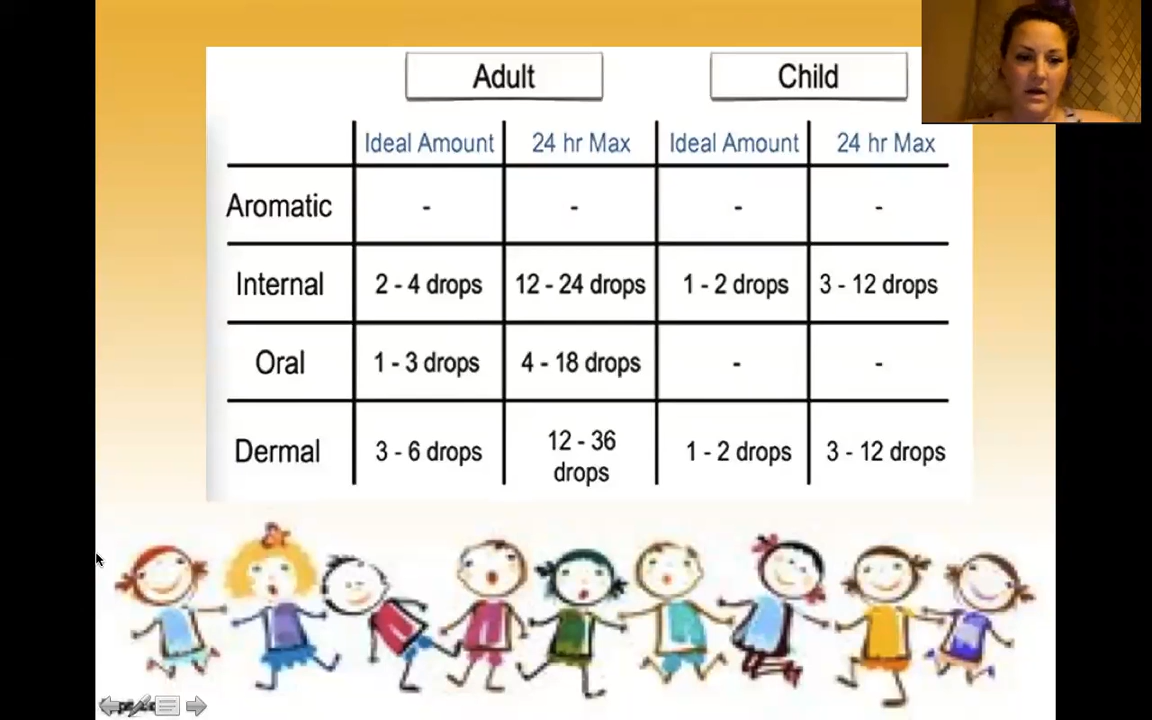 Adult Child
Ideal Amount 24 hr Max Ideal Amount 24 hr Max
Aromatic - - - -
Internal 2 - 4 drops 12 - 24 drops 1 - 2 drops 3 - 12 drops
Oral 1 - 3 drops 4 - 18 drops - -
Dermal 3 - 6 drops 12 - 36 drops 1 - 2 drops 3 - 12 drops